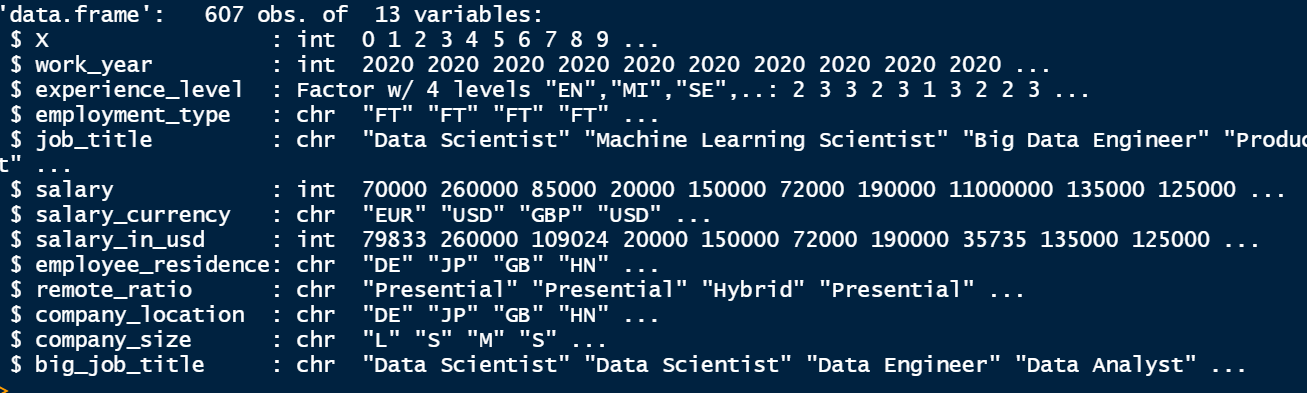 'data.frame':   607 obs. of  13 variables:
 $ X                 : int  0 1 2 3 4 5 6 7 8 9 ...
 $ work_year         : int  2020 2020 2020 2020 2020 2020 2020 2020 2020 2020 ...
 $ experience_level  : Factor w/ 4 levels "EN","MI","SE",..: 2 3 3 2 3 1 3 2 2 3 ...
 $ employment_type   : chr  "FT" "FT" "FT" "FT" ...
 $ job_title         : chr  "Data Scientist" "Machine Learning Scientist" "Big Data Engineer" "Produc
t" ...
 $ salary            : int  70000 260000 85000 20000 150000 72000 190000 11000000 135000 125000 ...
 $ salary_currency   : chr  "EUR" "USD" "GBP" "USD" ...
 $ salary_in_usd     : int  79833 260000 109024 20000 150000 72000 190000 35735 135000 125000 ...
 $ employee_residence: chr  "DE" "JP" "GB" "HN" ...
 $ remote_ratio      : chr  "Presential" "Presential" "Hybrid" "Presential" ...
 $ company_location  : chr  "DE" "JP" "GB" "HN" ...
 $ company_size      : chr  "L" "S" "M" "S" ...
 $ big_job_title     : chr  "Data Scientist" "Data Scientist" "Data Engineer" "Data Analyst" ...
>